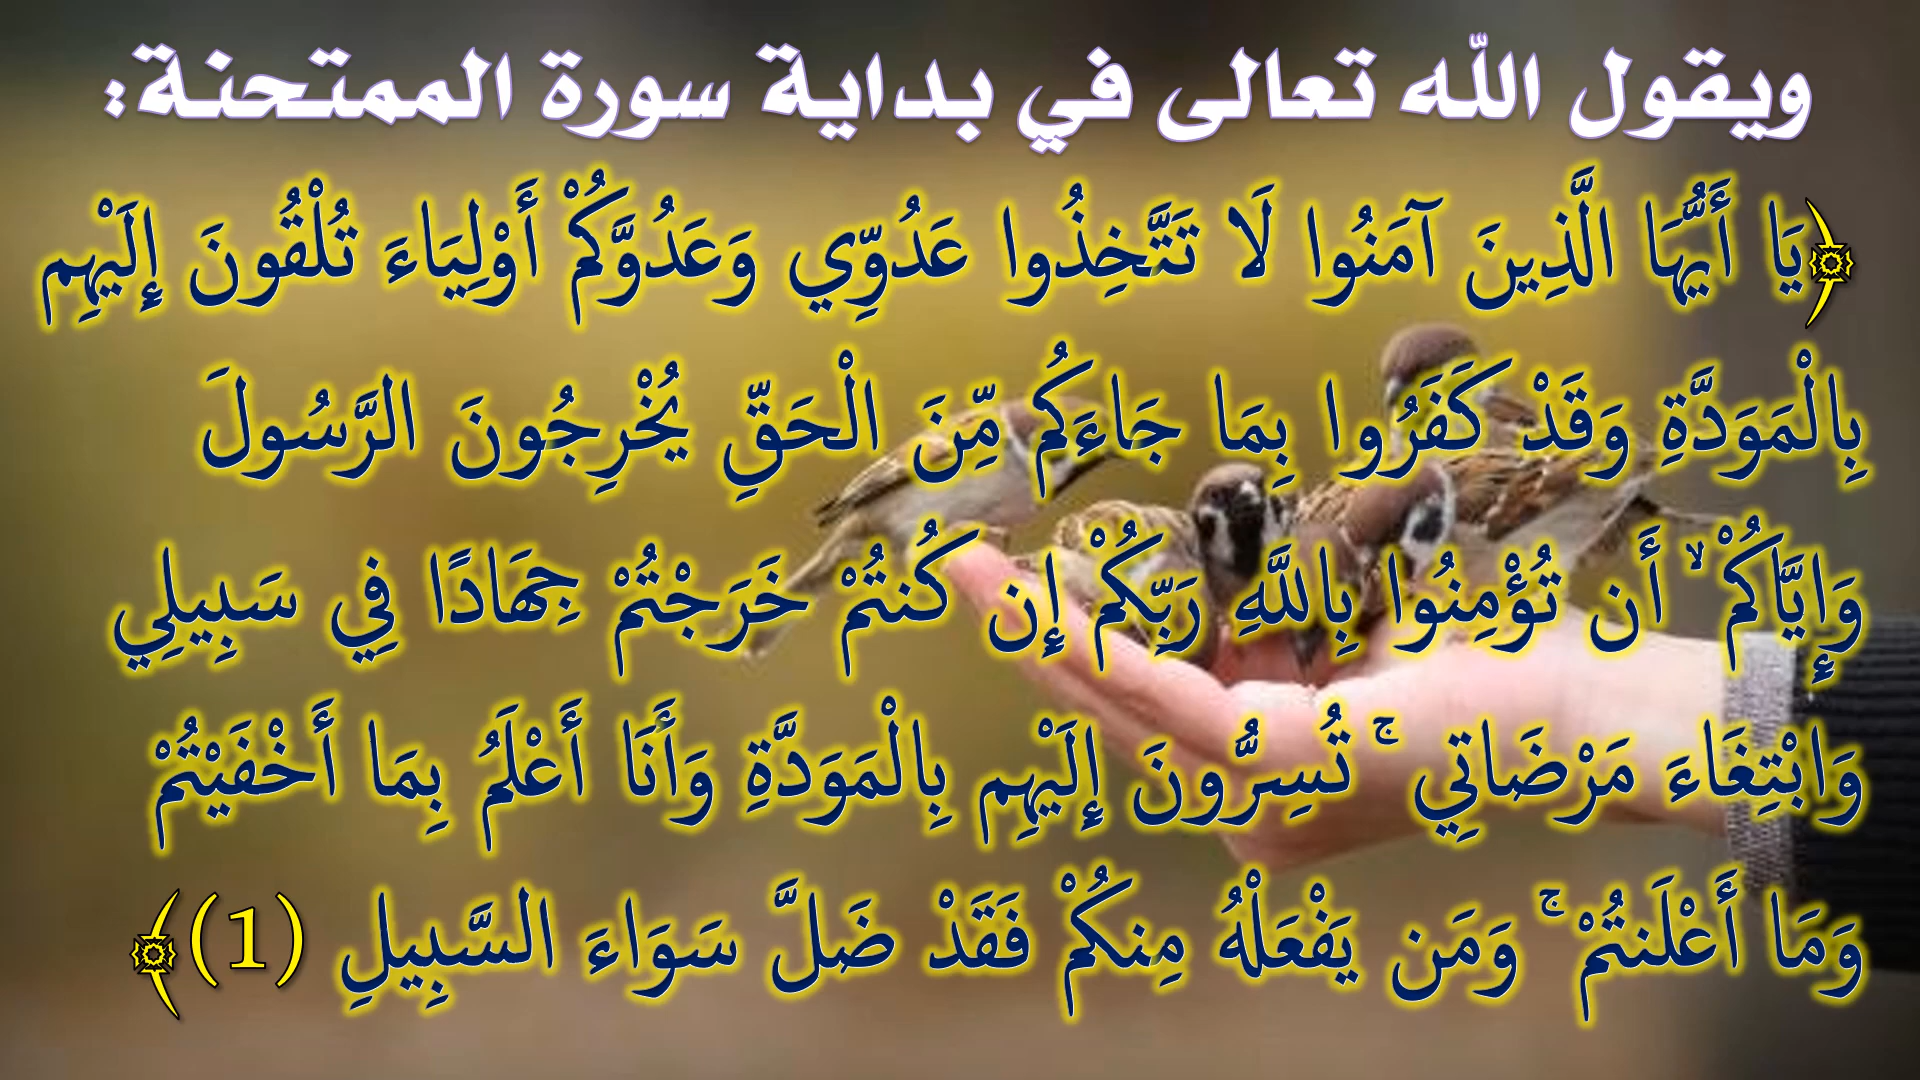 ويقول الله تعالى في بداية سورة الممتحنة:
﴿يَا أَيُّهَا الَّذِينَ آمَنُوا لَا تَتَّخِذُوا عَدُوِّي وَعَدُوَّكُمْ أَوْلِيَاءَ تُلْقُونَ إِلَيْهِم
بِالْمَوَدَّةِ وَقَدْ كَفَرُوا بِمَا جَاءَكُم مِّنَ الْحَقِّ يُخْرِجُونَ الرَّسُولَ
وَإِيَّاكُمْ ۙ أَن تُؤْمِنُوا بِاللَّهِ رَبِّكُمْ إِن كُنتُمْ خَرَجْتُمْ جِهَادًا فِي سَبِيلِي
وَابْتِغَاءَ مَرْضَاتِي ۚ تُسِرُّونَ إِلَيْهِم بِالْمَوَدَّةِ وَأَنَا أَعْلَمُ بِمَا أَخْفَيْتُمْ
وَمَا أَعْلَنتُمْ ۚ وَمَن يَفْعَلْهُ مِنكُمْ فَقَدْ ضَلَّ سَوَاءَ السَّبِيلِ (1)﴾